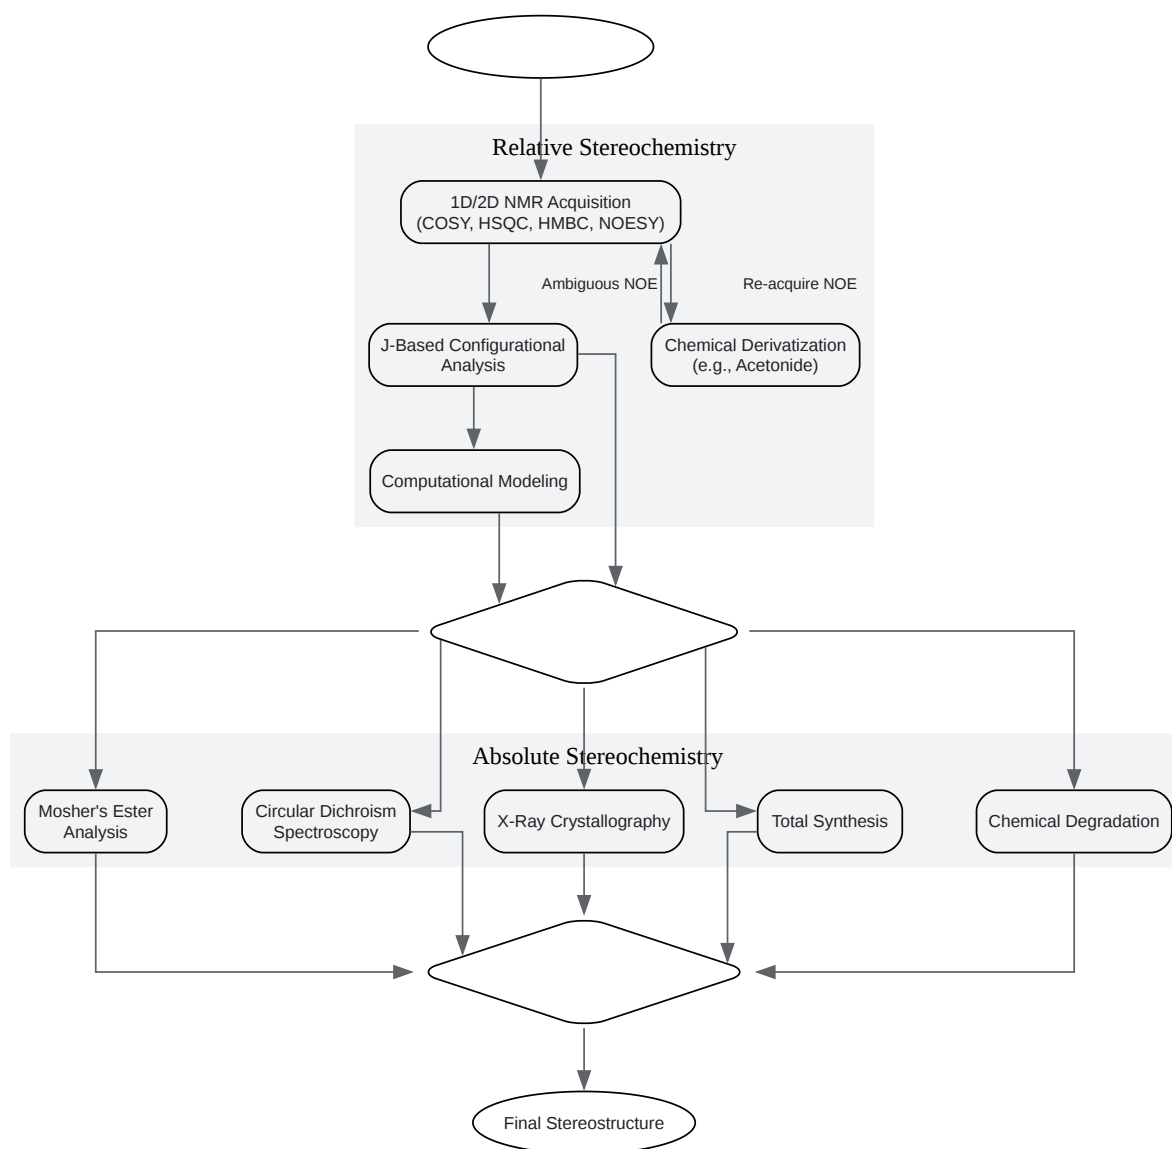 Relative Stereochemistry
1D/2D NMR Acquisition
(COSY, HSQC, HMBC, NOESY)
Ambiguous NOE
Re-acquire NOE
J-Based Configurational
Analysis
Chemical Derivatization
(e.g., Acetonide)
Computational Modeling
Absolute Stereochemistry
Mosher's Ester
Analysis
Circular Dichroism
Spectroscopy
X-Ray Crystallography
Total Synthesis
Chemical Degradation
Final Stereostructure